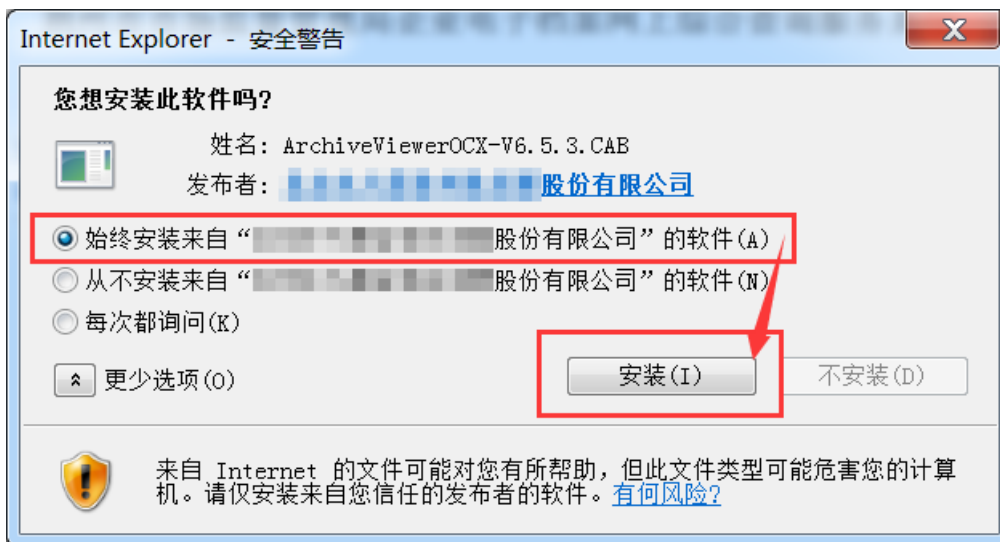 Internet Explorer - 安全警告
X
您想安装此软件吗?
姓名: ArchiveViewerOCX-V6.5.3.CAB
发布者: 股份有限公司
始终安装来自“股份有限公司”的软件(A)
从不安装来自“股份有限公司”的软件(N)
每次都询问(K)
更少选项(O)
安装(I)
不安装(D)
来自 Internet 的文件可能对您有所帮助，但此文件类型可能危害您的计算
机。请仅安装来自您信任的发布者的软件。有何风险?